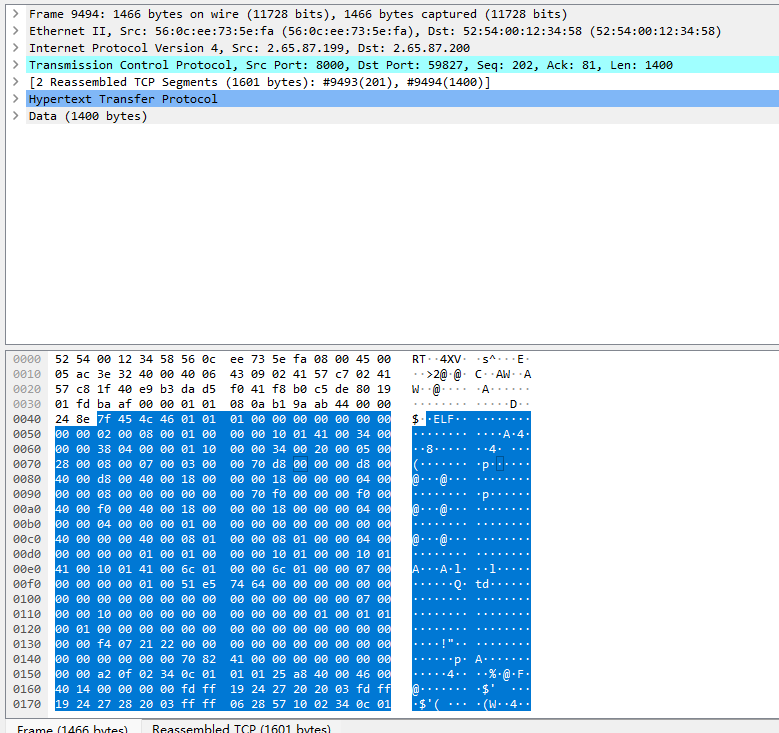 Frame 9494: 1466 bytes on wire (11728 bits), 1466 bytes captured (11728 bits)
Ethernet II, Src: 56:0c:ee:73:5e:fa (56:0c:ee:73:5e:fa), Dst: 52:54:00:12:34:58 (52:54:00:12:34:58)
Internet Protocol Version 4, Src: 2.65.87.199, Dst: 2.65.87.200
Transmission Control Protocol, Src Port: 8000, Dst Port: 59827, Seq: 202, Ack: 81, Len: 1400
[2 Reassembled TCP Segments (1601 bytes): #9493(201), #9494(1400)]
Hypertext Transfer Protocol
Data (1400 bytes)
0000 52 54 00 12 34 58 56 0c ee 73 5e fa 08 00 45 00 RT··4XV· ·s^···E·
0010 05 ac 3e 32 40 00 40 06 43 09 02 41 57 c7 02 41 ··>2@·@· C··AW··A
0020 57 c8 1f 40 e9 b3 da d5 f0 41 f8 b0 c5 de 80 19 W··@···· ·A······
0030 01 fd ba af 00 00 01 01 08 0a b1 9a ab 44 00 00 ········ ·····D··
0040 24 8e 7f 45 4c 46 01 01 01 00 00 00 00 00 00 00 $··ELF·· ········
0050 00 00 02 00 08 00 01 00 00 00 10 01 41 00 34 00 ········ ····A·4·
0060 00 00 38 04 00 00 01 10 00 00 34 00 20 00 05 00 ··8····· ··4· ···
0070 28 00 08 00 07 00 03 00 00 70 d8 00 00 00 d8 00 (······· ·p······
0080 40 00 d8 00 40 00 18 00 00 00 18 00 00 00 04 00 @···@··· ········
0090 00 00 08 00 00 00 00 00 00 70 f0 00 00 00 f0 00 ········ ·p······
00a0 40 00 f0 00 40 00 18 00 00 00 18 00 00 00 04 00 @···@··· ········
00b0 00 00 04 00 00 00 01 00 00 00 00 00 00 00 00 00 ········ ········
00c0 40 00 00 00 40 00 08 01 00 00 08 01 00 00 04 00 @···@··· ········
00d0 00 00 00 00 01 00 01 00 00 00 10 01 00 00 10 01 ········ ········
00e0 41 00 10 01 41 00 6c 01 00 00 6c 01 00 00 07 00 A···A·l· ··l·····
00f0 00 00 00 00 01 00 51 e5 74 64 00 00 00 00 00 00 ······Q· td······
0100 00 00 00 00 00 00 00 00 00 00 00 00 00 00 07 00 ········ ········
0110 00 00 10 00 00 00 00 00 00 00 00 00 01 00 01 01 ········ ········
0120 00 01 00 00 00 00 00 00 00 00 00 00 00 00 00 00 ········ ········
0130 00 00 f4 07 21 22 00 00 00 00 00 00 00 00 00 00 ····!"·· ········
0140 00 00 00 00 00 00 70 82 41 00 00 00 00 00 00 00 ······p· A·······
0150 00 00 a2 0f 02 34 0c 01 01 01 25 a8 40 00 46 00 ·····4·· ··%·@·F·
0160 40 14 00 00 00 00 fd ff 19 24 27 20 20 03 fd ff @······· ·$'  ···
0170 19 24 27 28 20 03 ff ff 06 28 57 10 02 34 0c 01 ·$'( ··· ·(W··4··
Frame (1466 bytes) Reassembled TCP (1601 bytes)